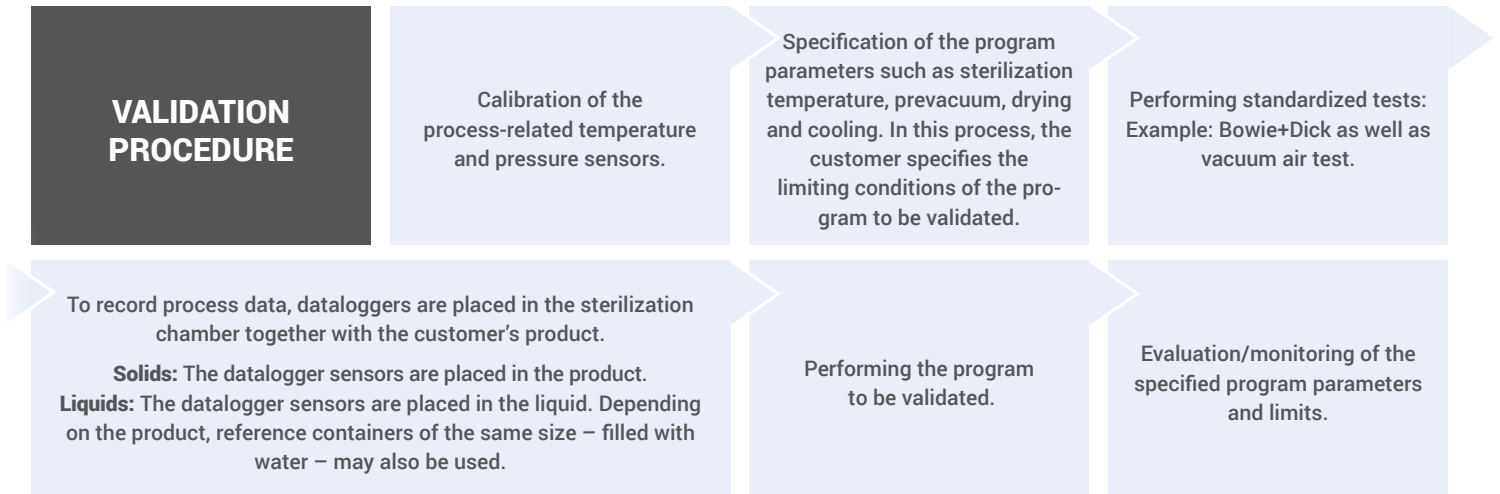 VALIDATION
PROCEDURE
Calibration of the
process-related temperature
and pressure sensors.
Specification of the program
parameters such as sterilization
temperature, prevacuum, drying
and cooling. In this process, the
customer specifies the
limiting conditions of the pro-
gram to be validated.
Performing standardized tests:
Example: Bowie+Dick as well as
vacuum air test.
To record process data, dataloggers are placed in the sterilization
chamber together with the customer’s product.
Solids: The datalogger sensors are placed in the product.
Liquids: The datalogger sensors are placed in the liquid. Depending
on the product, reference containers of the same size – filled with
water – may also be used.
Performing the program
to be validated.
Evaluation/monitoring of the
specified program parameters
and limits.